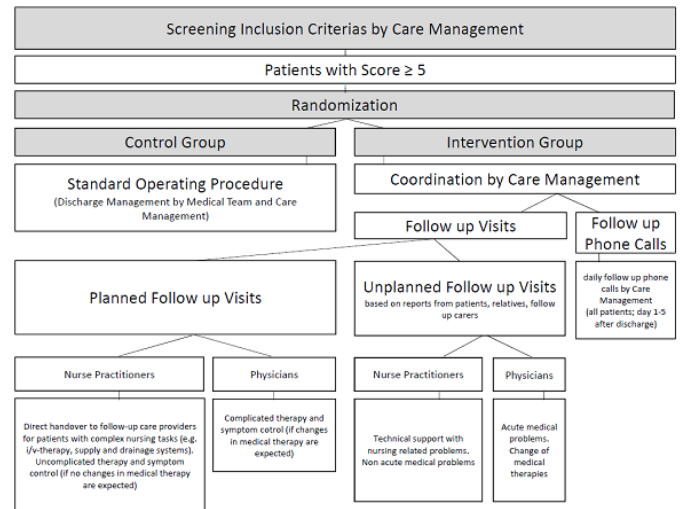 Screening Inclusion Criterias by Care Management
Patients with Score ≥ 5
Randomization
Control Group
Intervention Group
Standard Operating Procedure
(Discharge Management by Medical Team and Care
Management)
Coordination by Care Management
Follow up Visits
Follow up
Phone Calls
Planned Follow up Visits
Unplanned Follow up Visits
based on reports from patients, relatives, follow
up carers
daily follow up phone
calls by Care
Management
(all patients; day 1-5
after discharge)
Nurse Practitioners
Physicians
Nurse Practitioners
Physicians
Direct handover to follow-up care providers
for patients with complex nursing tasks (e.g.
i/v-therapy, supply and drainage systems).
Uncomplicated therapy and symptom
control (if no changes in medical therapy
are expected)
Complicated therapy and
symptom cotrol (if changes
in medical therapy are
expected)
Technical support with
nursing related problems.
Non acute medical problems
Acute medical
problems.
Change of
medical
therapies